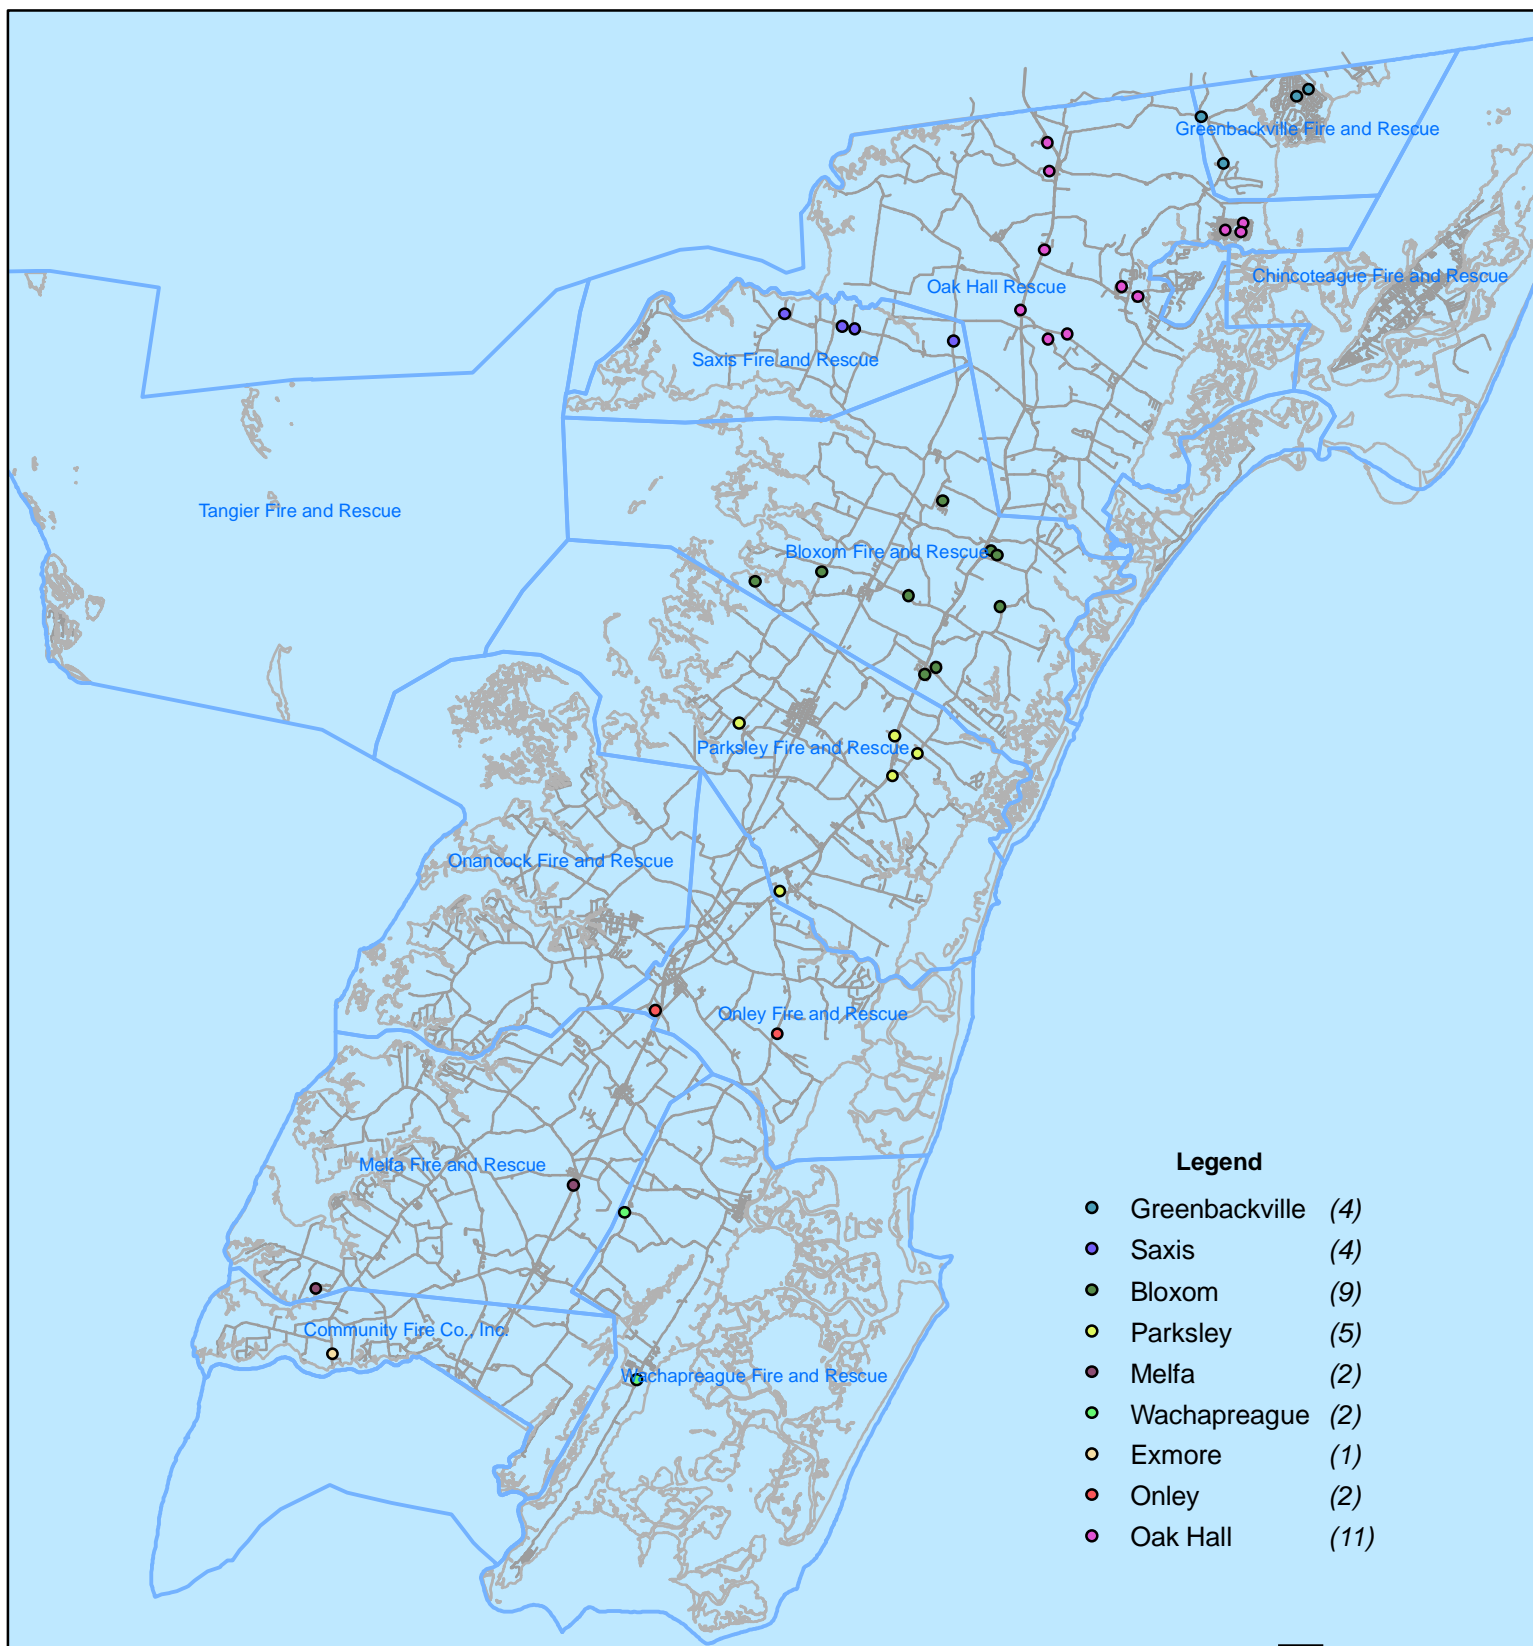 Greenbackville Fire and Rescue
Chincoteague Fire and Rescue
Oak Hall Rescue
Saxis Fire and Rescue
Tangier Fire and Rescue
Bloxom Fire and Rescue
Parksley Fire and Rescue
Onancock Fire and Rescue
Onley Fire and Rescue
Melfa Fire and Rescue
Community Fire Co., Inc.
Wachapreague Fire and Rescue
Legend
Greenbackville (4)
Saxis (4)
Bloxom (9)
Parksley (5)
Melfa (2)
Wachapreague (2)
Exmore (1)
Onley (2)
Oak Hall (11)